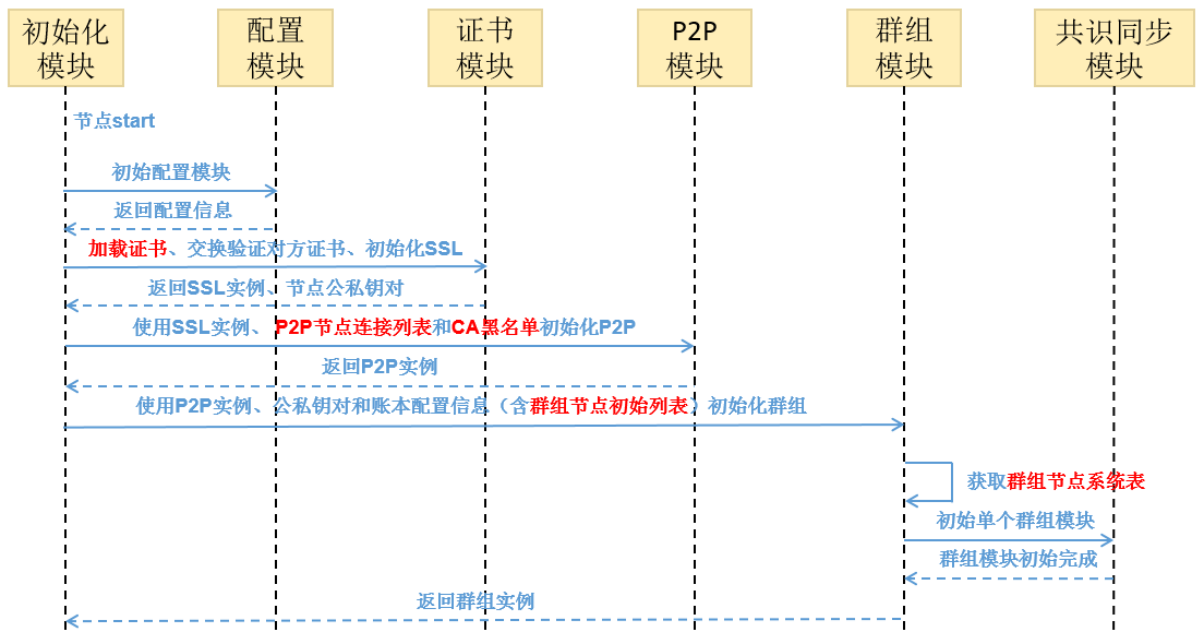 初始化
模块
配置
模块
证书
模块
P2P
模块
群组
模块
共识同步
模块
节点start
初始配置模块
返回配置信息
加载证书、交换验证对方证书、初始化SSL
返回SSL实例、节点公私钥对
使用SSL实例、 P2P节点连接列表和CA黑名单初始化P2P
返回P2P实例
使用P2P实例、公私钥对和账本配置信息（含群组节点初始列表）初始化群组
获取群组节点系统表
初始单个群组模块
群组模块初始完成
返回群组实例